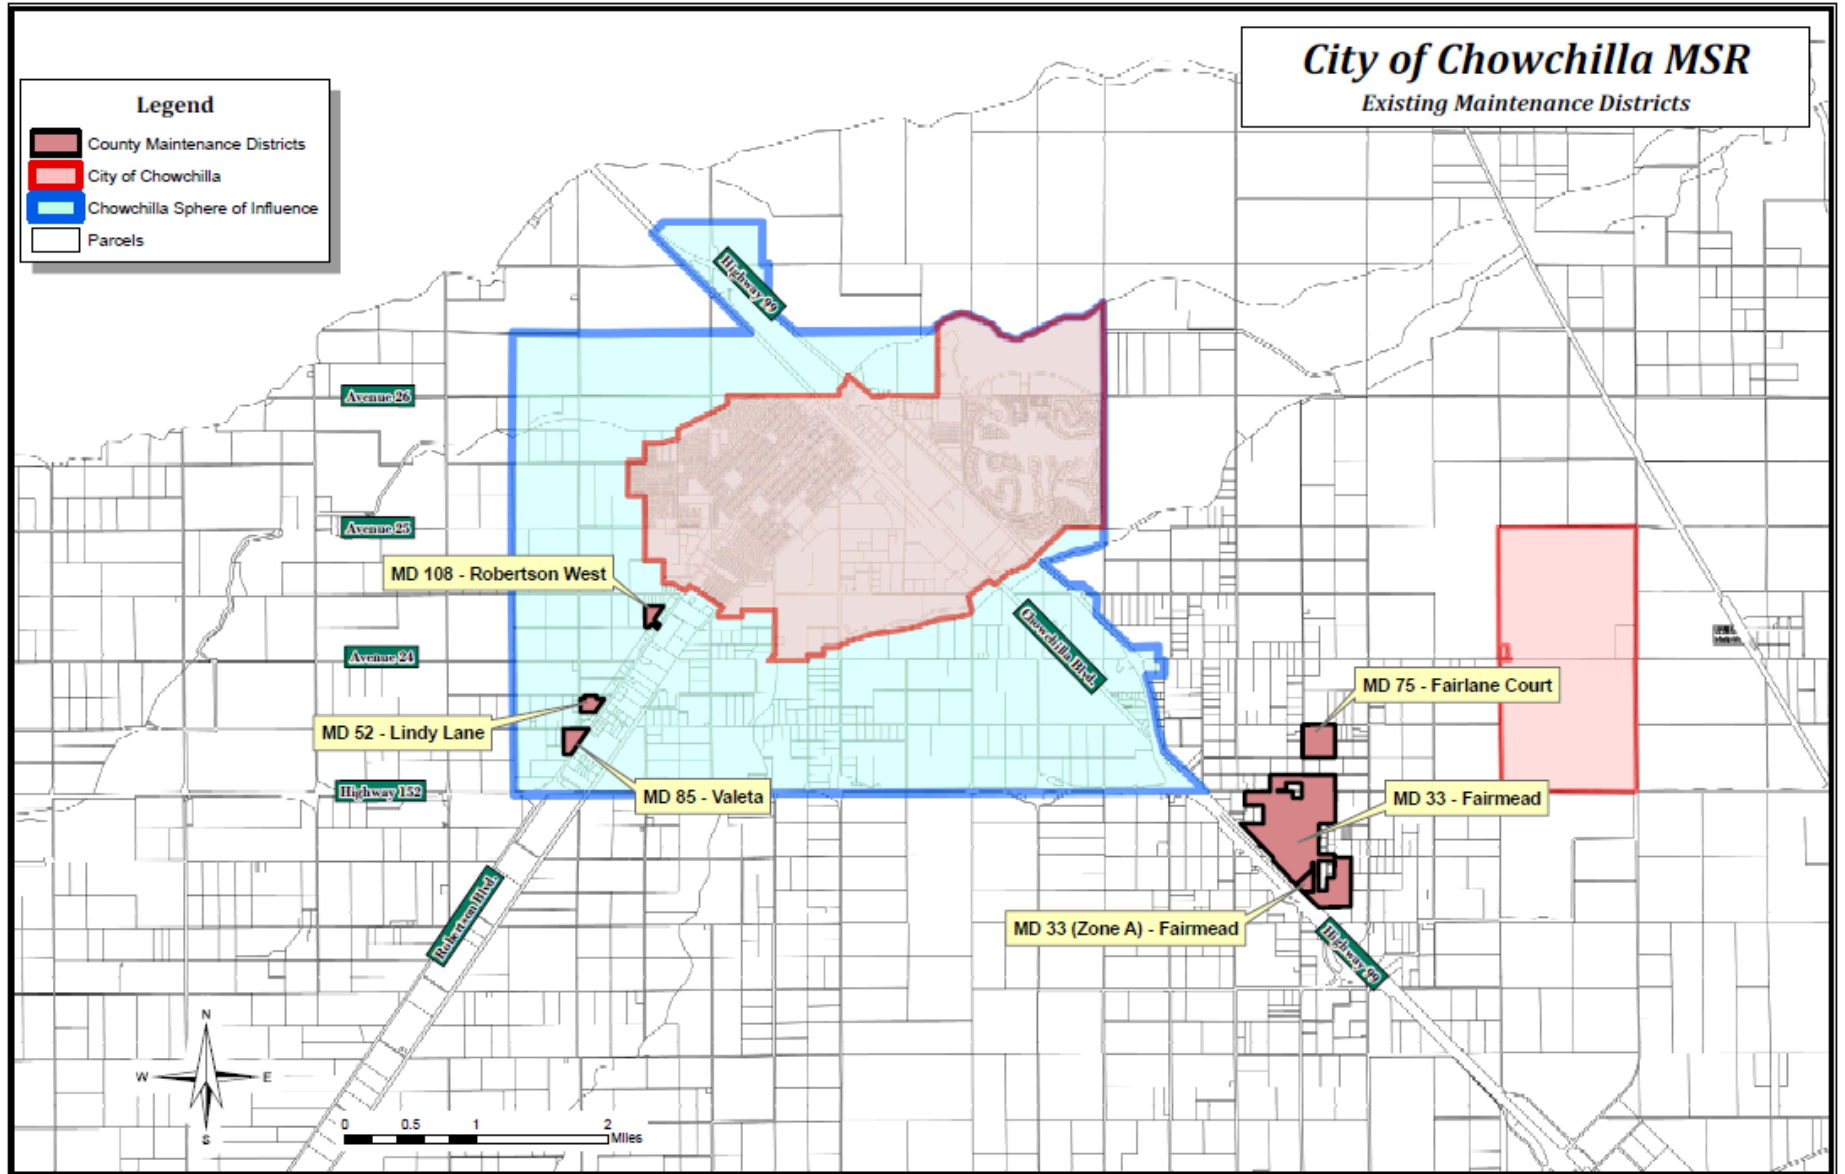 City of Chowchilla MSR
Existing Maintenance Districts
Legend
County Maintenance Districts
City of Chowchilla
Chowchilla Sphere of Influence
Parcels
Highway 99
Avenue 26
Avenue 25
MD 108 - Robertson West
Chowchilla Blvd.
Avenue 24
MD 75 - Fairlane Court
MD 52 - Lindy Lane
Highway 152
MD 85 - Valeta
MD 33 - Fairmead
Robertson Blvd.
MD 33 (Zone A) - Fairmead
Highway 99
N
W E
S
0 0.5 1 2
Miles